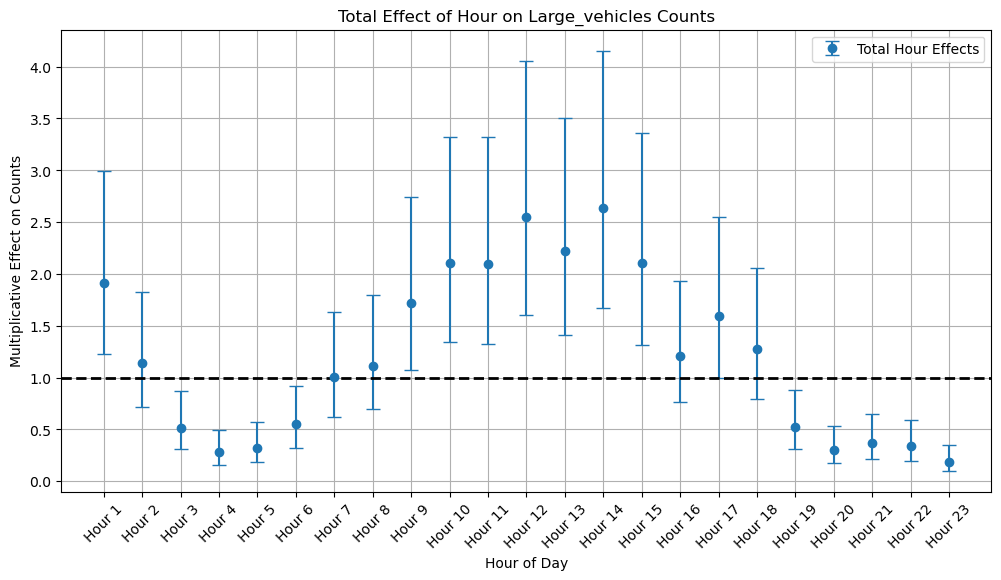 Total Effect of Hour on Large_vehicles Counts
Total Hour Effects
Multiplicative Effect on Counts
4.0
3.5
3.0
2.5
2.0
1.5
1.0
0.5
0.0
Hour 1 Hour 2 Hour 3 Hour 4 Hour 5 Hour 6 Hour 7 Hour 8 Hour 9 Hour 10 Hour 11 Hour 12 Hour 13 Hour 14 Hour 15 Hour 16 Hour 17 Hour 18 Hour 19 Hour 20 Hour 21 Hour 22 Hour 23
Hour of Day